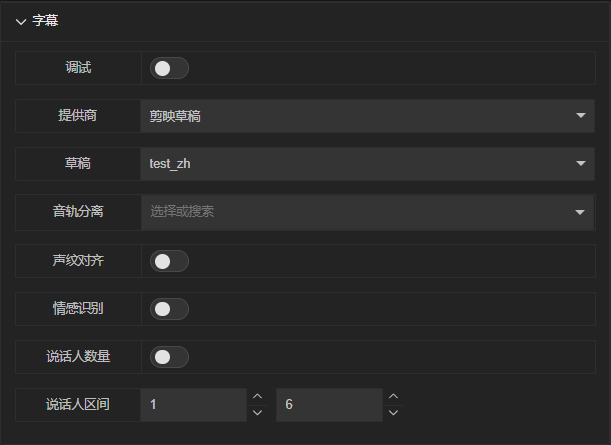 字幕
调试
提供商 剪映草稿
草稿 test_zh
音轨分离 选择或搜索
声纹对齐
情感识别
说话人数量
说话人区间 1 6